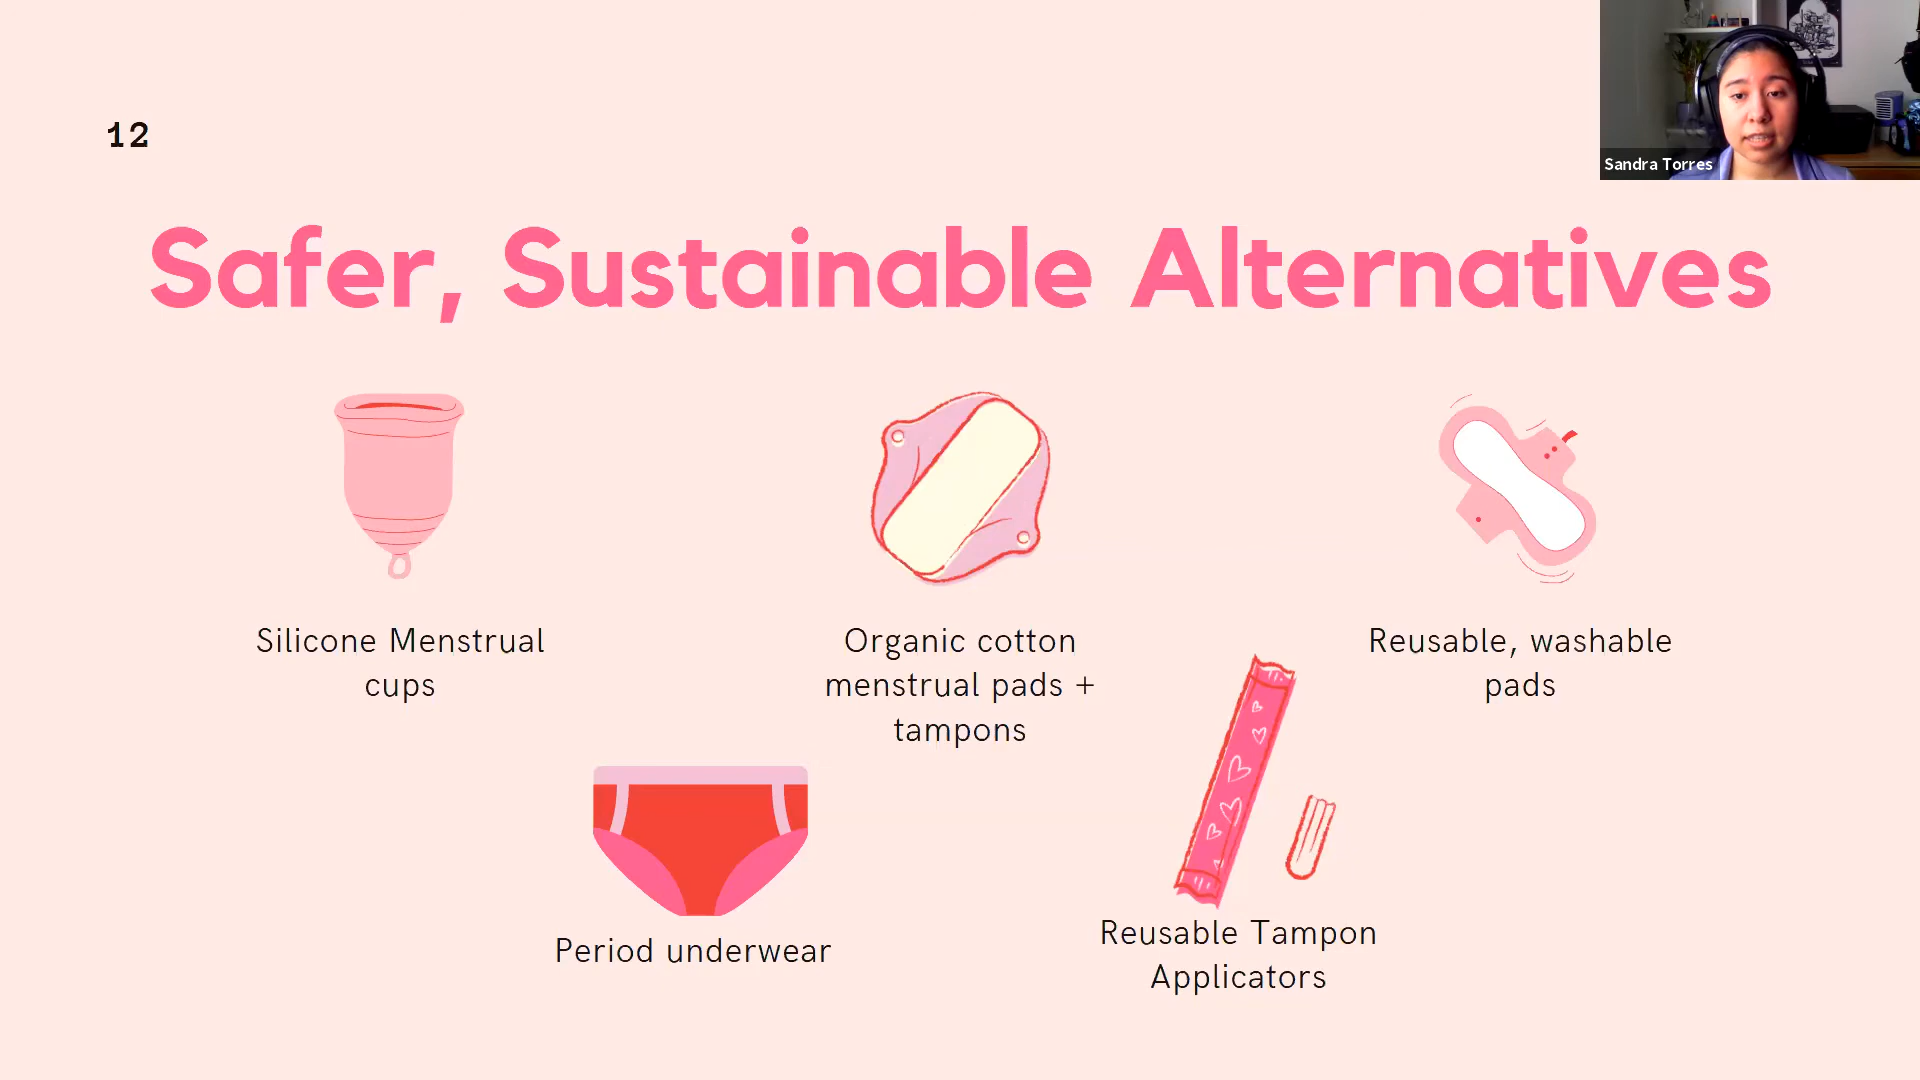 12
Sandra Torres
Safer, Sustainable Alternatives
Silicone Menstrual
cups
Organic cotton
menstrual pads +
tampons
Reusable, washable
pads
Period underwear
Reusable Tampon
Applicators